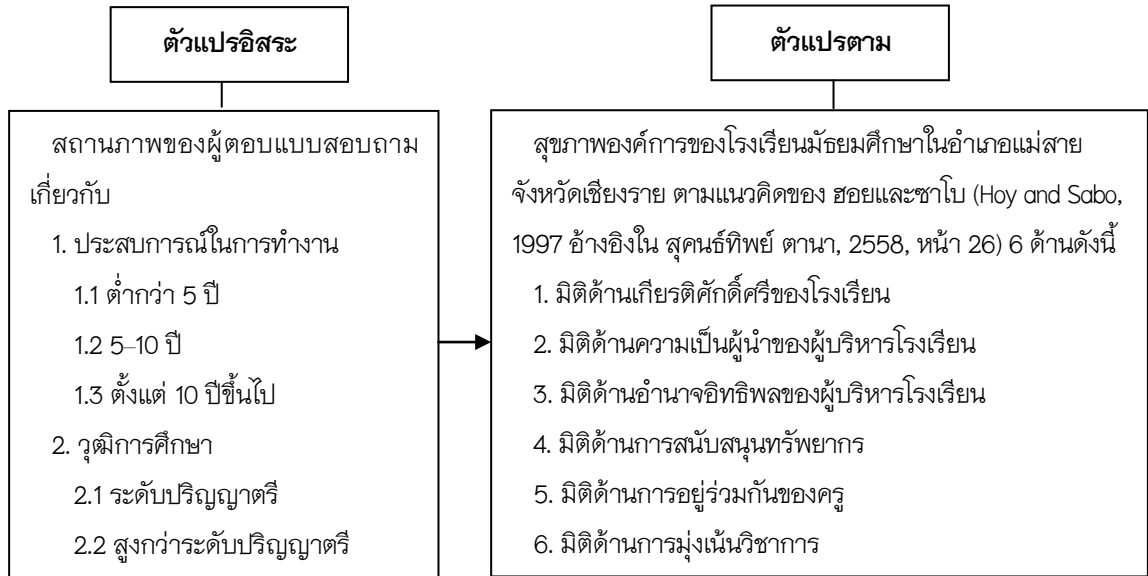 ตัวแปรอิสระ
สถานภาพของผู้ตอบแบบสอบถาม
เกี่ยวกับ
1. ประสบการณ์ในการทำงาน
1.1 ต่ำกว่า 5 ปี
1.2 5–10 ปี
1.3 ตั้งแต่ 10 ปีขึ้นไป
2. วุฒิการศึกษา
2.1 ระดับปริญญาตรี
2.2 สูงกว่าระดับปริญญาตรี
ตัวแปรตาม
สุขภาพองค์การของโรงเรียนมัธยมศึกษาในอำเภอแม่สาย
จังหวัดเชียงราย ตามแนวคิดของ ฮอยและซาโบ (Hoy and Sabo,
1997 อ้างอิงใน สุคนธ์ทิพย์ ตานา, 2558, หน้า 26) 6 ด้านดังนี้
1. มิติด้านเกียรติศักดิ์ศรีของโรงเรียน
2. มิติด้านความเป็นผู้นำของผู้บริหารโรงเรียน
3. มิติด้านอำนาจอิทธิพลของผู้บริหารโรงเรียน
4. มิติด้านการสนับสนุนทรัพยากร
5. มิติด้านการอยู่ร่วมกันของครู
6. มิติด้านการมุ่งเน้นวิชาการ